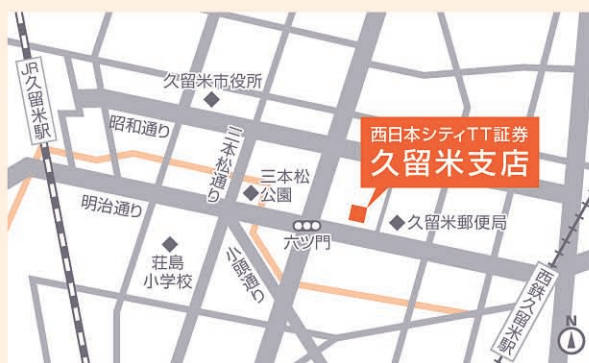 JR久留米駅
久留米市役所
昭和通り
三本松通り
西日本シティTT証券
久留米支店
三本松
公園
明治通り
久留米郵便局
六ツ門
荘島
小学校
小頭通り
西鉄久留米駅
N